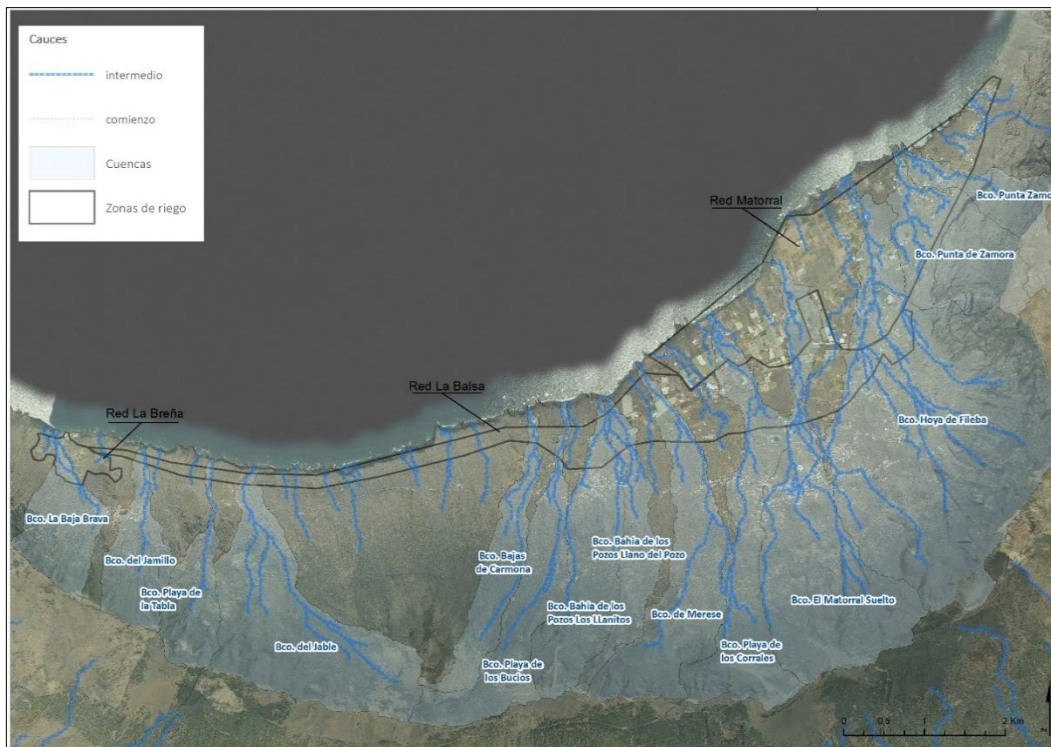 Cauces
intermedio
comienzo
Cuencas
Zonas de riego
Red Matorral
Bco. Punta Zamo
Bco. Punta de Zamora
Red La Balsa
Red La Breña
Bco. Hoya de Fileba
Bco. La Baja Brava
Bco. del Jamillo
Bco. Playa de
la Tabla
Bco. del Jable
Bco. Bajas
de Carmona
Bco. Bahia de los
Pozos Llano del Pozo
Bco. Bahia de los
Pozos Los LLanitos
Bco. Playa de
los Bucios
Bco. de Merese
Bco. Playa de
los Corrales
Bco. El Matorral Suelto
0 0.5 1 2 Km
Z